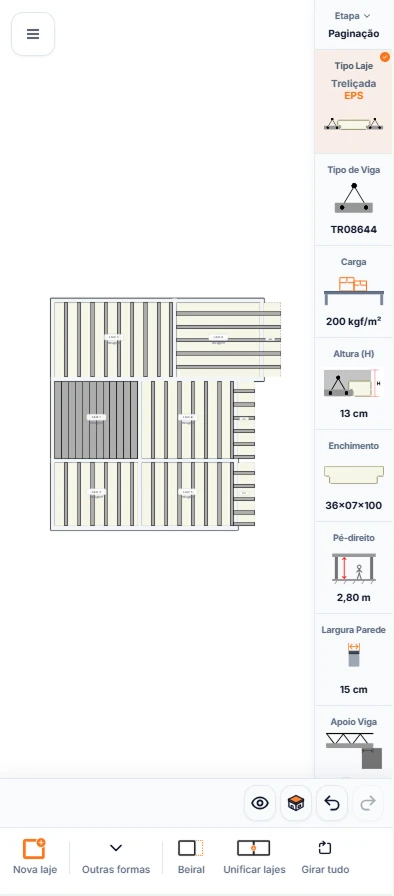 Etapa
Paginação
Tipo Laje
Treliçada
EPS
Tipo de Viga
TR08644
Carga
200 kgf/m²
Altura (H)
H
13 cm
Enchimento
36×07×100
Pé-direito
2,80 m
Largura Parede
15 cm
Apoio Viga
Nova laje
Outras formas
Beiral
Unificar lajes
Girar tudo